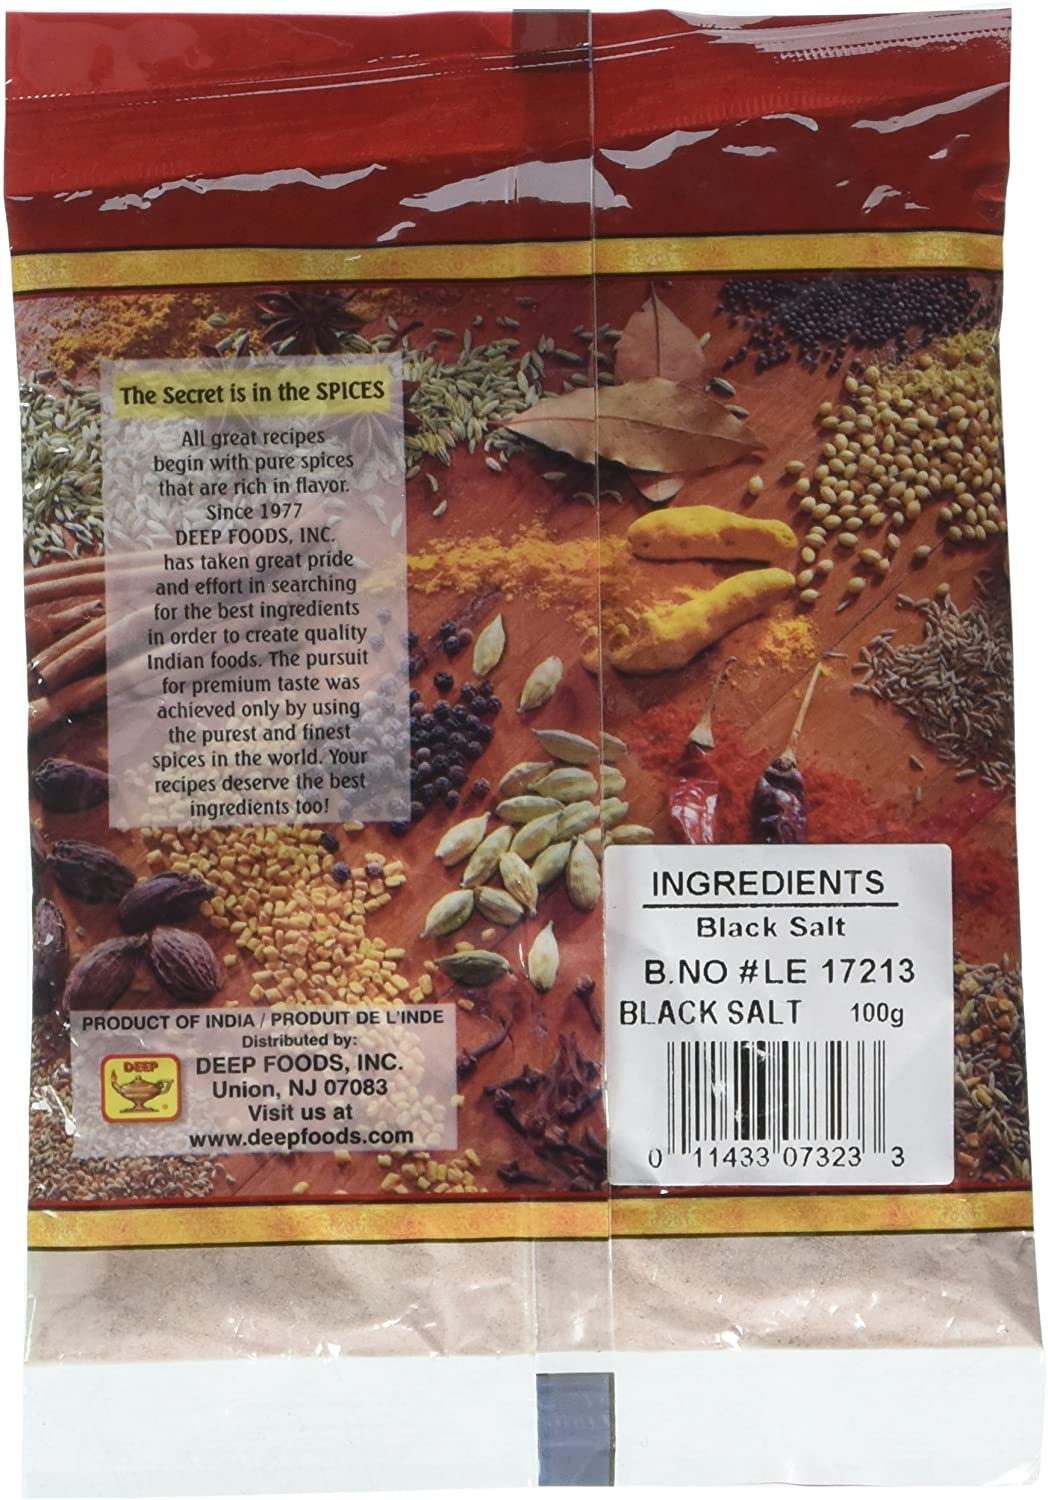 The Secret is in the SPICES
All great recipes
begin with pure spices
that are rich in flavor.
Since 1977
DEEP FOODS, INC.
has taken great pride
and effort in searching
for the best ingredients
in order to create quality
Indian foods. The pursuit
for premium taste was
achieved only by using
the purest and finest
spices in the world. Your
recipes deserve the best
ingredients too!
PRODUCT OF INDIA / PRODUIT DE L'INDE
Distributed by:
DEEP FOODS, INC.
Union, NJ 07083
Visit us at
www.deepfoods.com
DEEP
®
INGREDIENTS
Black Salt
B.NO #LE 17213
BLACK SALT 100g
0 11433 07323 3